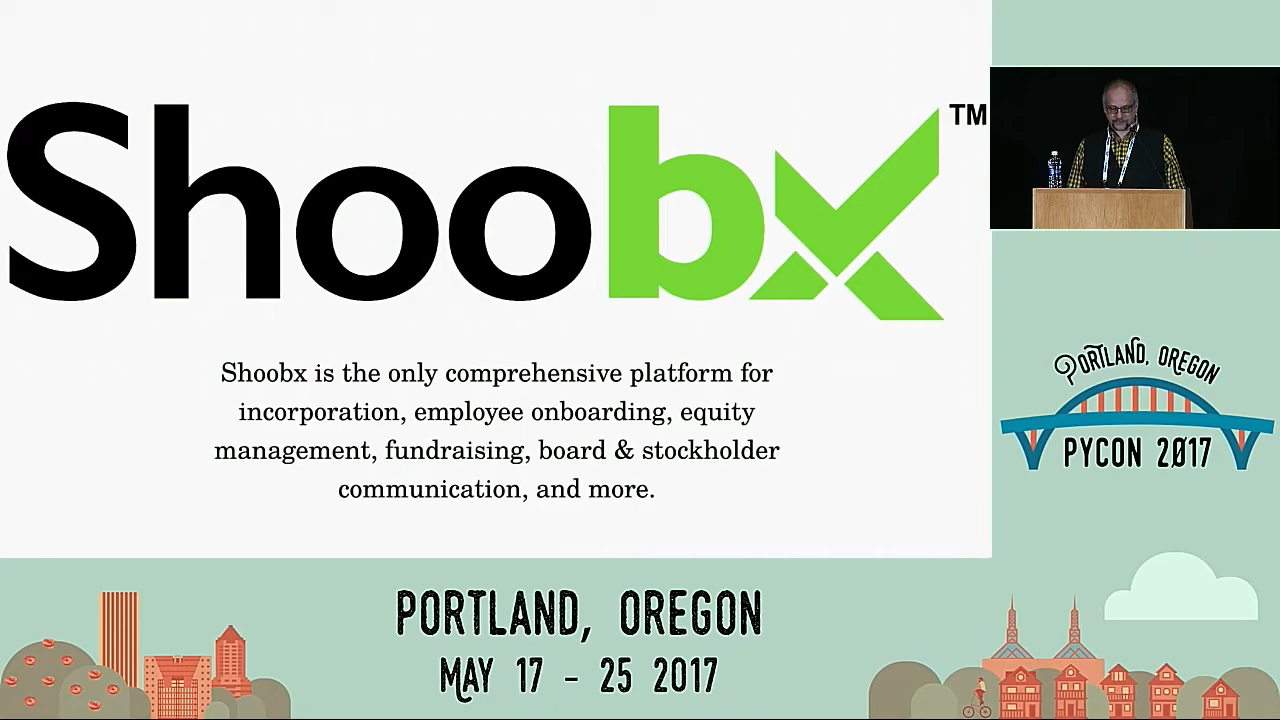 Shoobx™
Shoobx is the only comprehensive platform for
incorporation, employee onboarding, equity
management, fundraising, board & stockholder
communication, and more.
PORTLAND, OREGON
PYCON 2017
PORTLAND, OREGON
MAY 17 - 25 2017